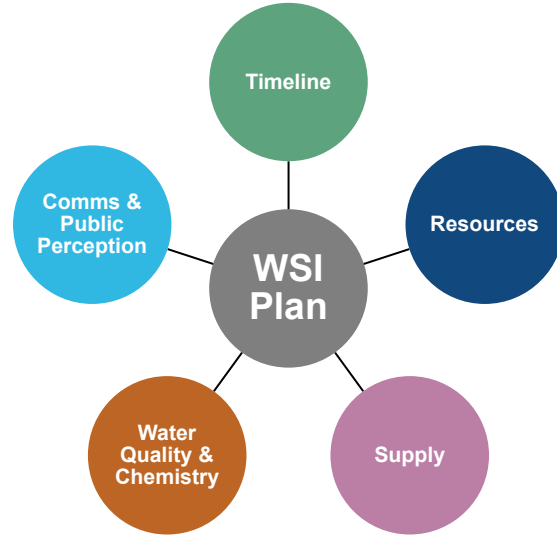 Timeline
Comms &
Public
Perception
Resources
WSI
Plan
Water
Quality &
Chemistry
Supply